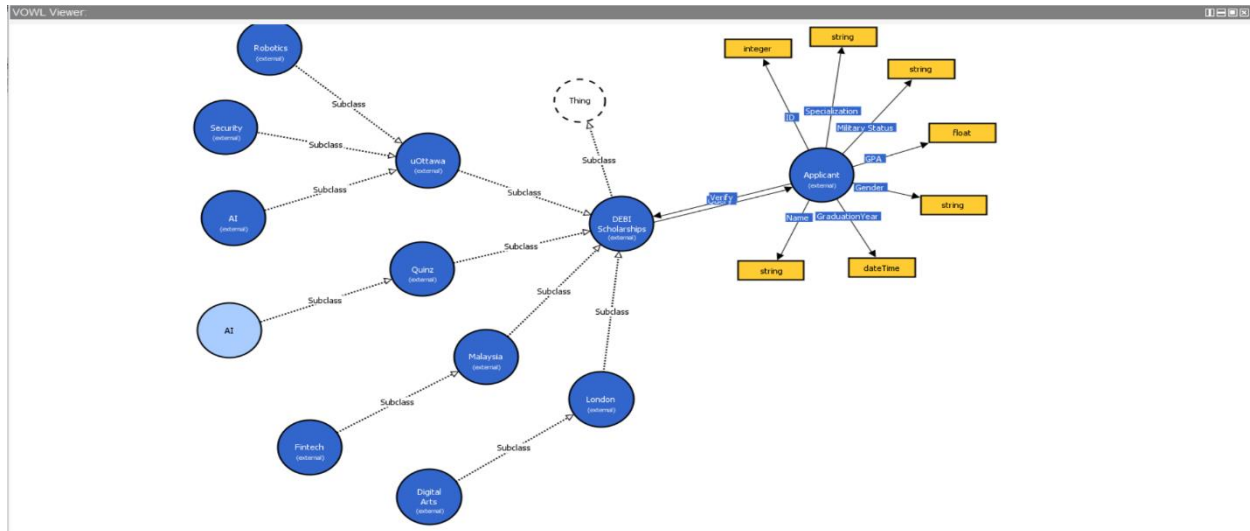 VOWL Viewer:
Robotics
(external)
Subclass
Security
(external)
Subclass
AI
(external)
Subclass
uOttawa
(external)
Subclass
Thing
Subclass
DEBI
Scholarships
(external)
Quinz
(external)
Subclass
AI
Subclass
Malaysia
(external)
Subclass
Fintech
(external)
Subclass
London
(external)
Subclass
Digital
Arts
(external)
Subclass
Verify
Applicant
(external)
integer
ID
string
Specialization
string
Military Status
float
GPA
string
Gender
dateTime
GraduationYear
string
Name